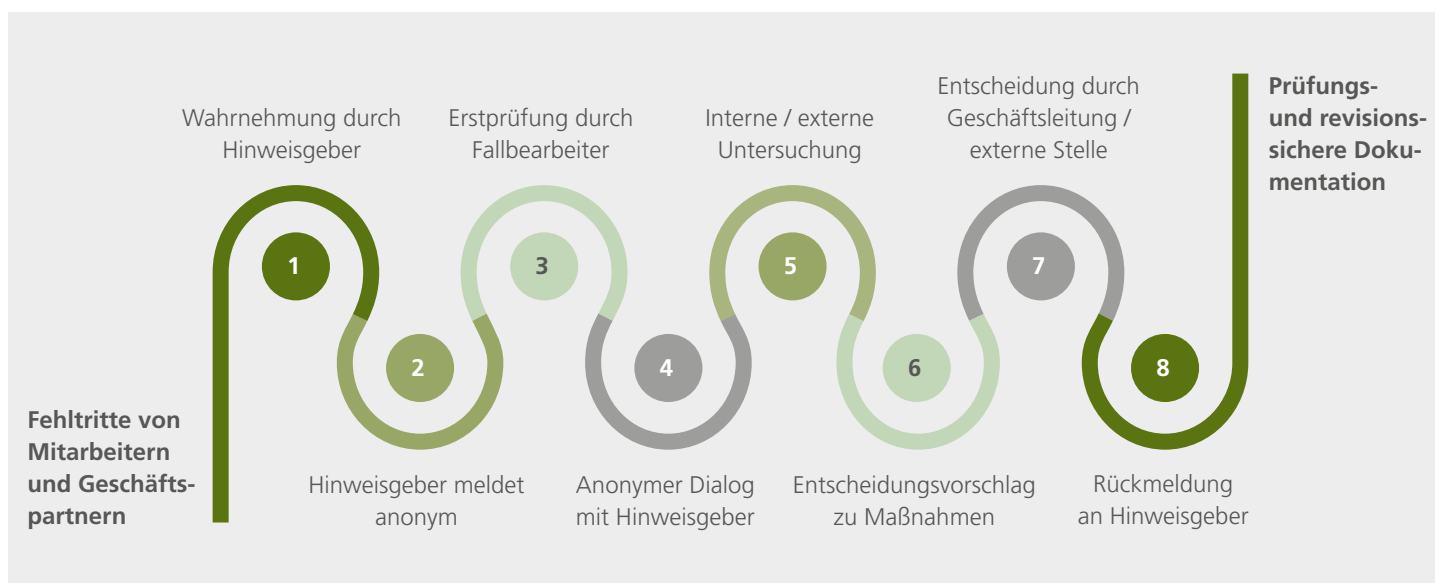 Fehltritte von
Mitarbeitern
und Geschäfts-
partnern
Wahrnehmung durch
Hinweisgeber
1
2
Hinweisgeber meldet
anonym
Erstprüfung durch
Fallbearbeiter
3
4
Anonymer Dialog
mit Hinweisgeber
Interne / externe
Untersuchung
5
6
Entscheidungsvorschlag
zu Maßnahmen
Entscheidung durch
Geschäftsleitung /
externe Stelle
7
8
Rückmeldung
an Hinweisgeber
Prüfungs-
und revisions-
sichere Doku-
mentation